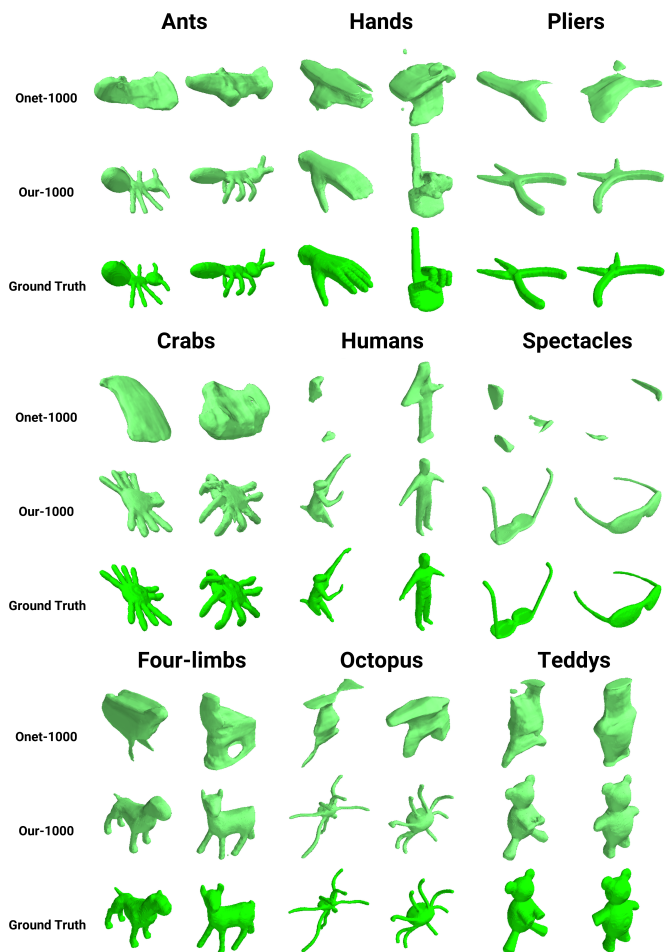 Ants Hands Pliers
Onet-1000
Our-1000
Ground Truth
Crabs Humans Spectacles
Onet-1000
Our-1000
Ground Truth
Four-limbs Octopus Teddys
Onet-1000
Our-1000
Ground Truth